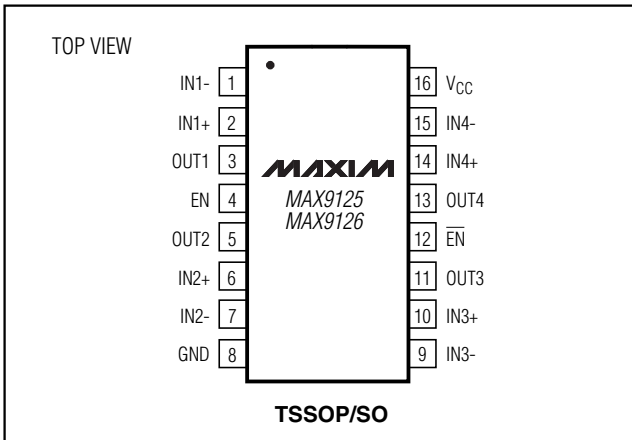 TOP VIEW
IN1- 1
IN1+ 2
OUT1 3
EN 4
OUT2 5
IN2+ 6
IN2- 7
GND 8
MAXIM
MAX9125
MAX9126
16 VCC
15 IN4-
14 IN4+
13 OUT4
12 E̅N̅
11 OUT3
10 IN3+
9 IN3-
TSSOP/SO